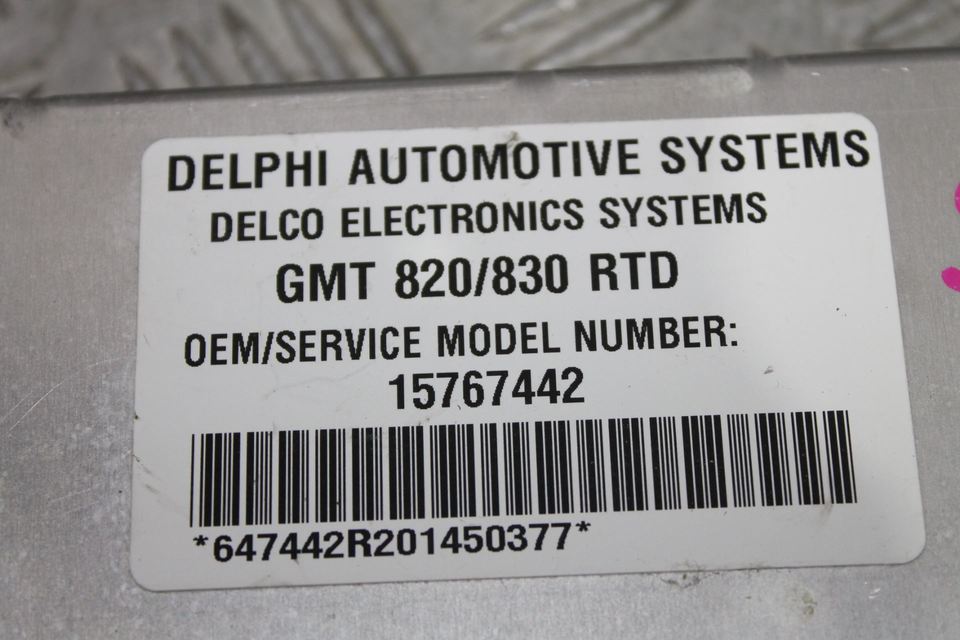 DELPHI AUTOMOTIVE SYSTEMS
DELCO ELECTRONICS SYSTEMS
GMT 820/830 RTD
OEM/SERVICE MODEL NUMBER:
15767442
*647442R201450377*